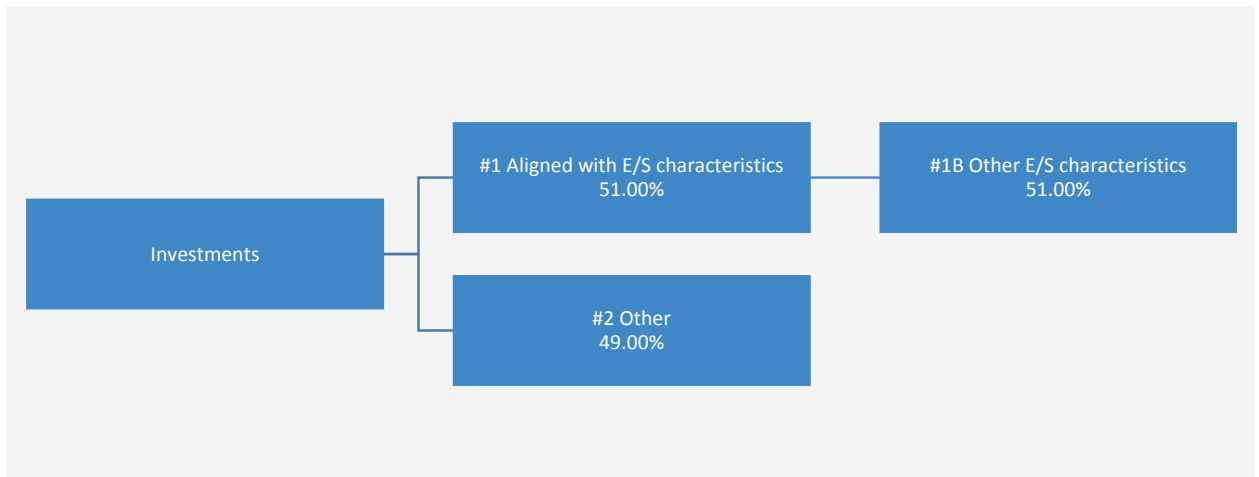 Investments
#1 Aligned with E/S characteristics
51.00%
#1B Other E/S characteristics
51.00%
#2 Other
49.00%